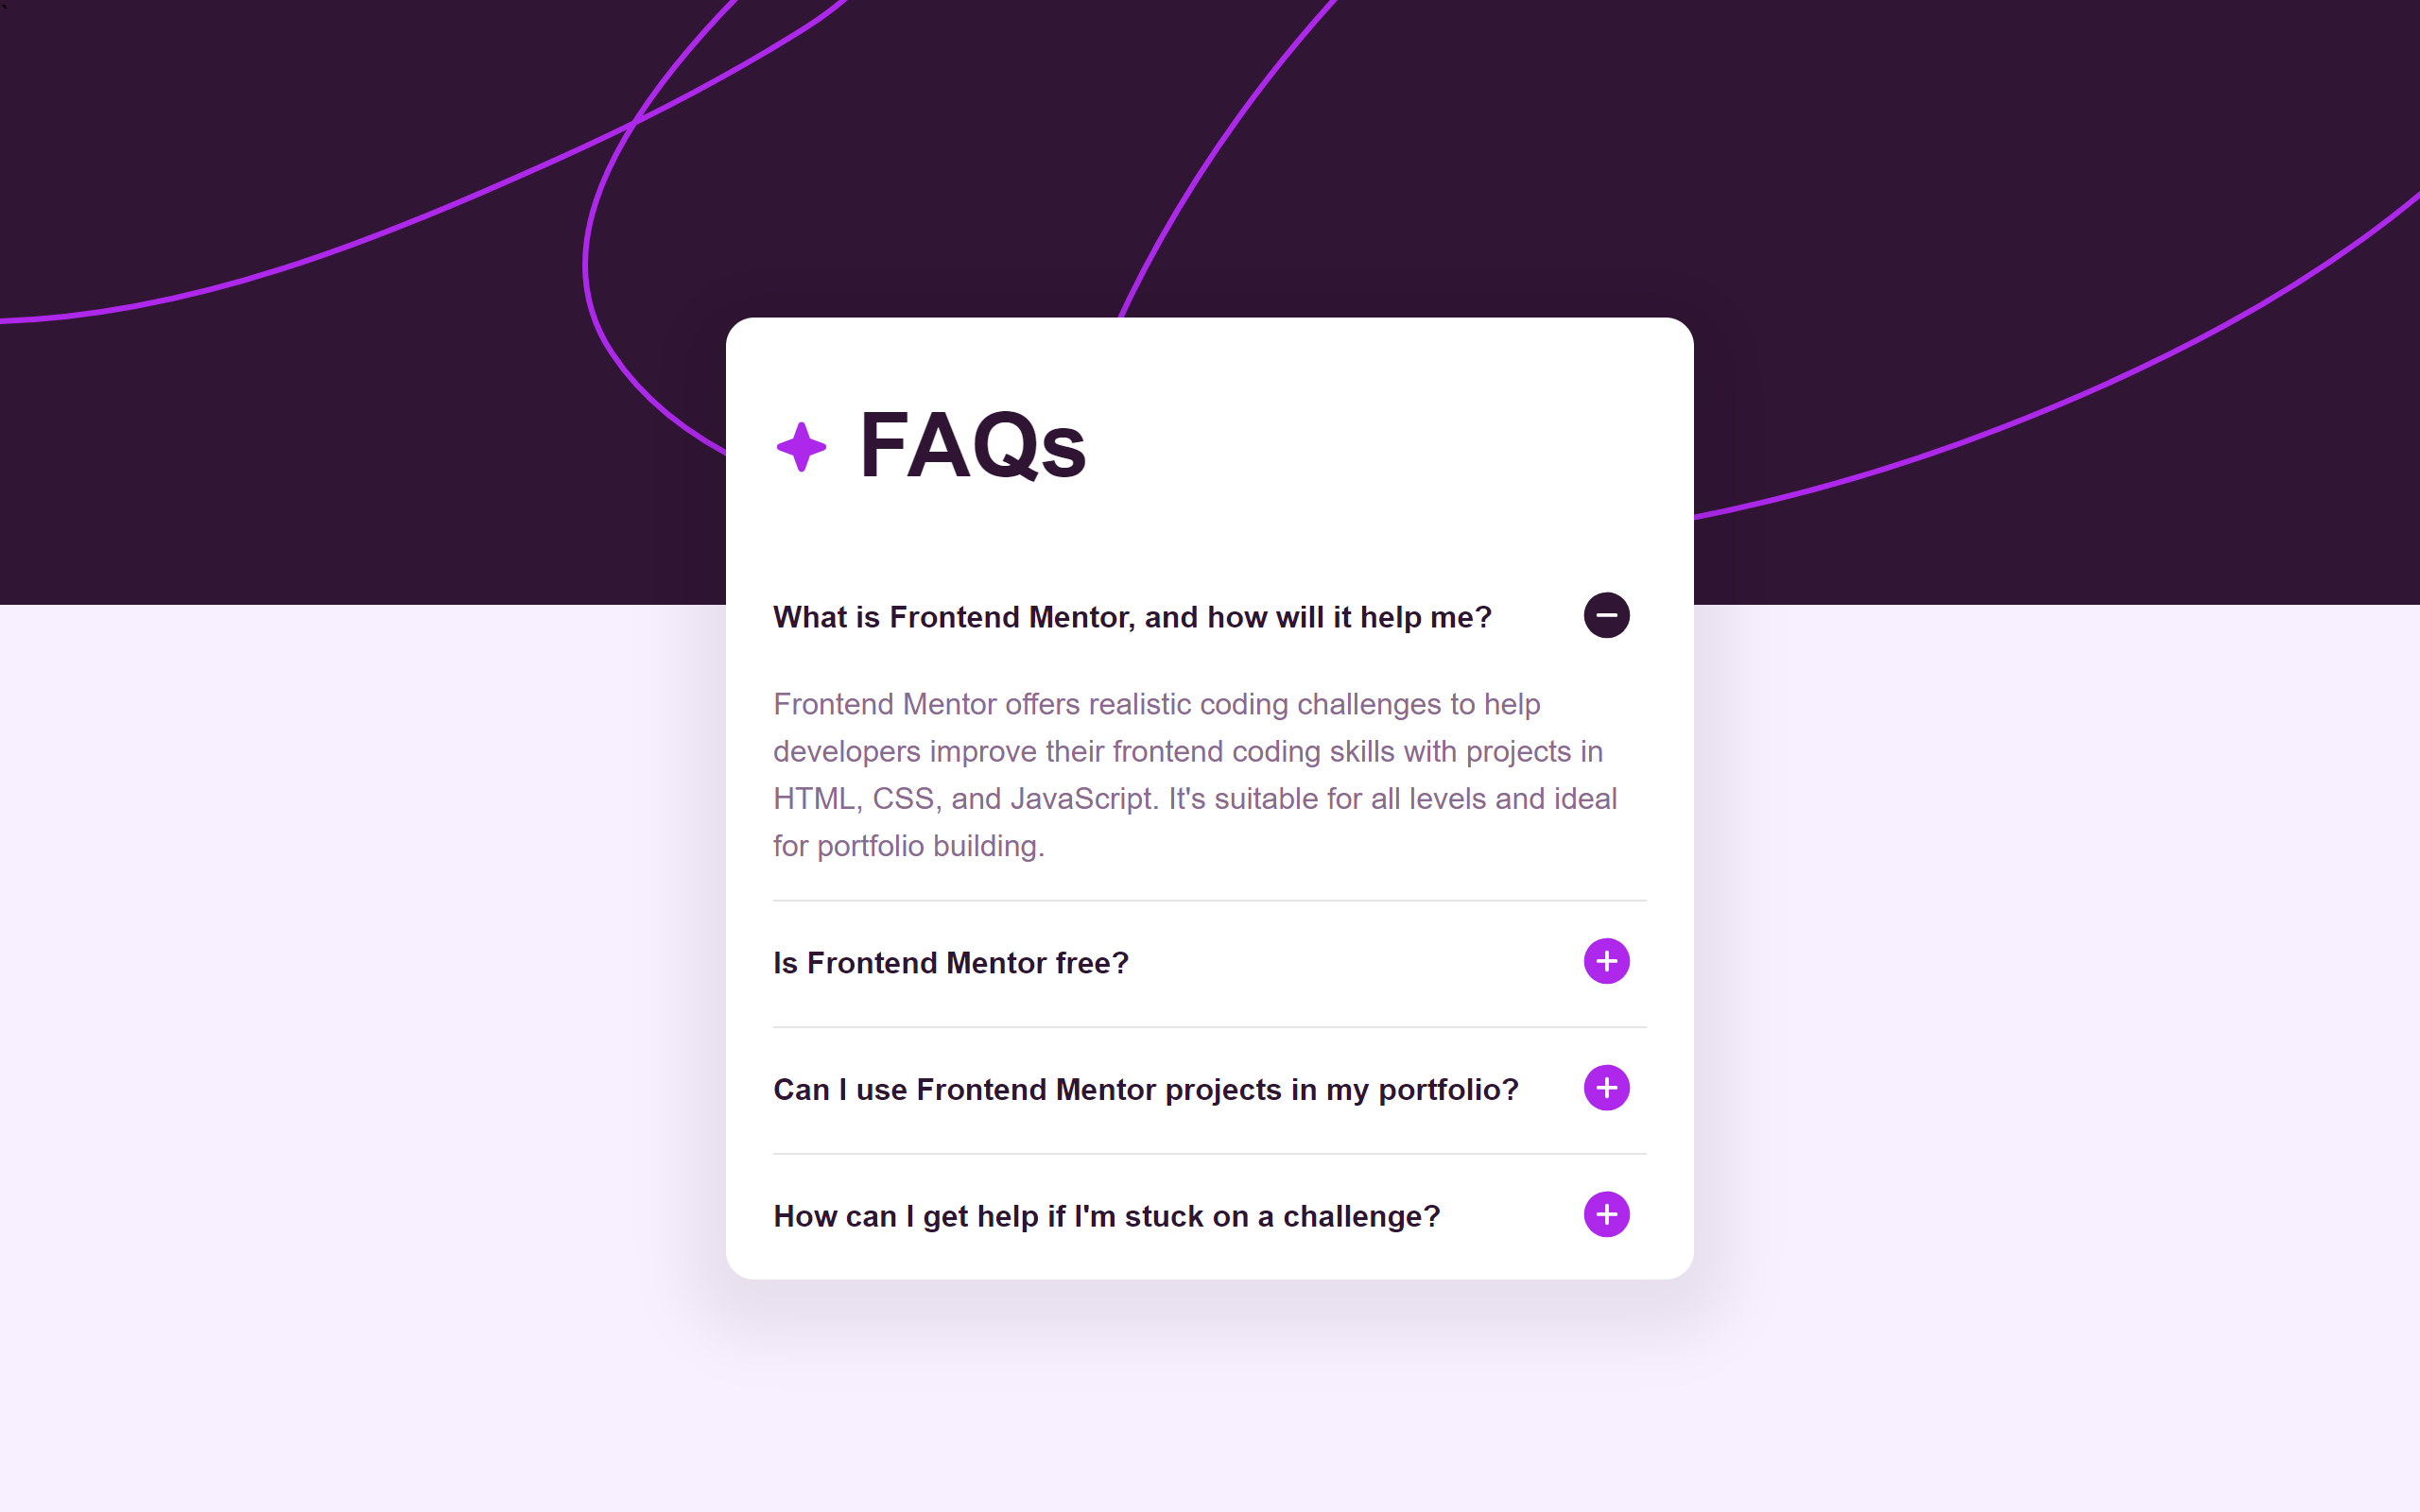 `
FAQs
What is Frontend Mentor, and how will it help me?
Frontend Mentor offers realistic coding challenges to help
developers improve their frontend coding skills with projects in
HTML, CSS, and JavaScript. It's suitable for all levels and ideal
for portfolio building.
Is Frontend Mentor free?
Can I use Frontend Mentor projects in my portfolio?
How can I get help if I'm stuck on a challenge?